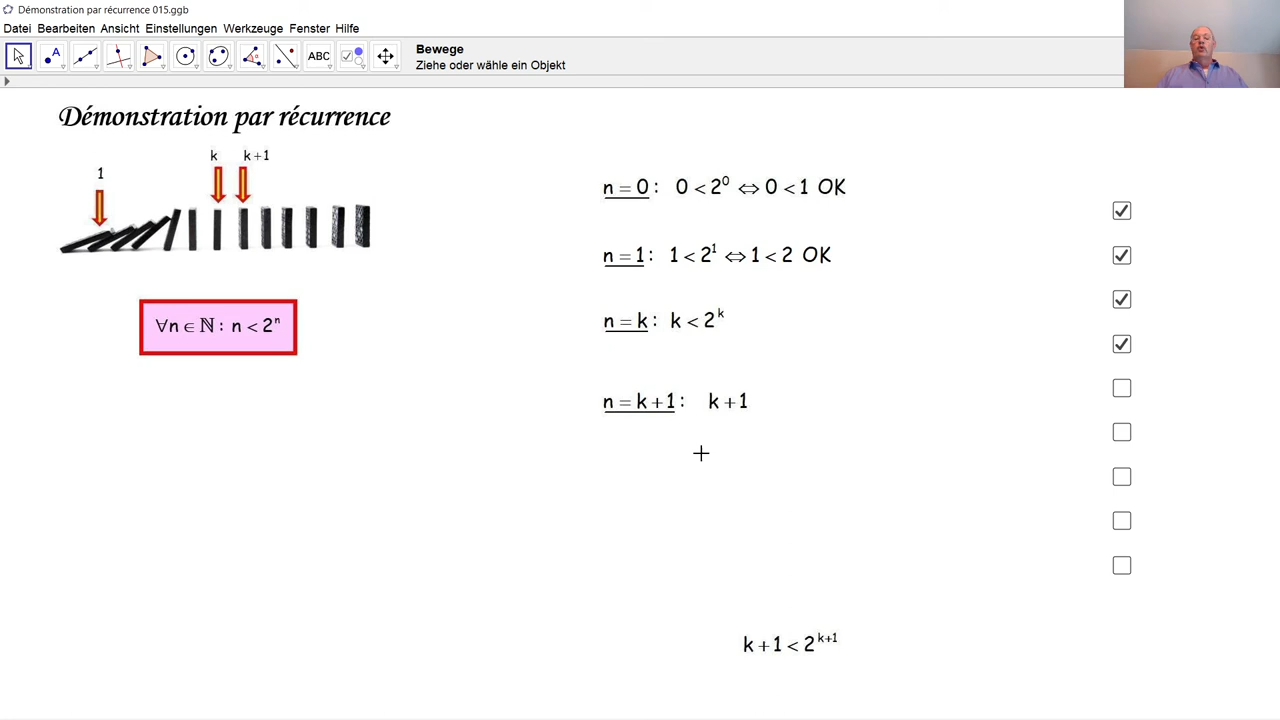 Démonstration par récurrence 015.ggb
Datei Bearbeiten Ansicht Einstellungen Werkzeuge Fenster Hilfe
A
ABC
Bewege
Ziehe oder wähle ein Objekt
Démonstration par récurrence
1
k
k+1
∀n ∈ ℕ : n < 2ⁿ
n = 0 : 0 < 2⁰ ⇔ 0 < 1 OK
n = 1 : 1 < 2¹ ⇔ 1 < 2 OK
n = k : k < 2ᵏ
n = k + 1 : k + 1
k + 1 < 2ᵏ⁺¹